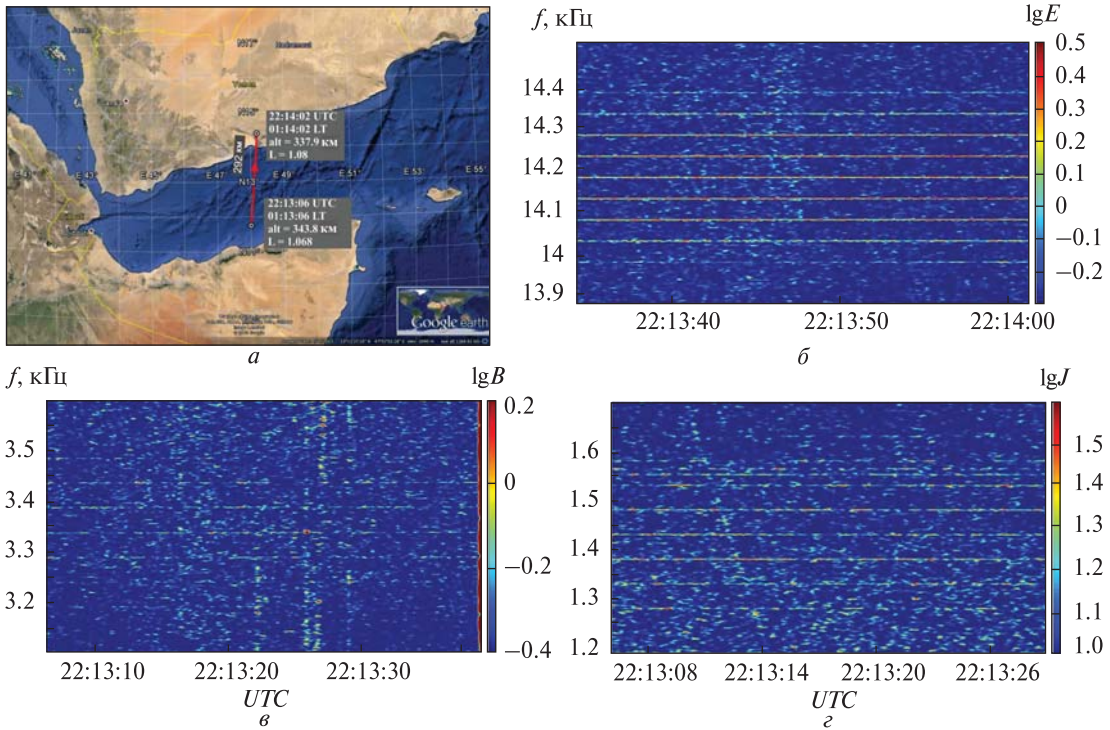 N17°
Yemen
N15°
22:14:02 UTC
01:14:02 LT
alt = 337.9 км
L = 1.08
292 км
E 43°
E 45°
E 47°
N13°
E 49°
E 51°
E 53°
E 55°
22:13:06 UTC
01:13:06 LT
alt = 343.8 км
L = 1.068
Google earth
а
f, кГц
lgE
14.4
14.3
14.2
14.1
14
13.9
0.5
0.4
0.3
0.2
0.1
0
−0.1
−0.2
22:13:40
22:13:50
22:14:00
б
f, кГц
lgB
3.5
3.4
3.3
3.2
0.2
0
−0.2
−0.4
22:13:10
22:13:20
22:13:30
UTC
в
lgJ
1.6
1.5
1.4
1.3
1.2
1.5
1.4
1.3
1.2
1.1
1.0
22:13:08
22:13:14
22:13:20
22:13:26
UTC
г